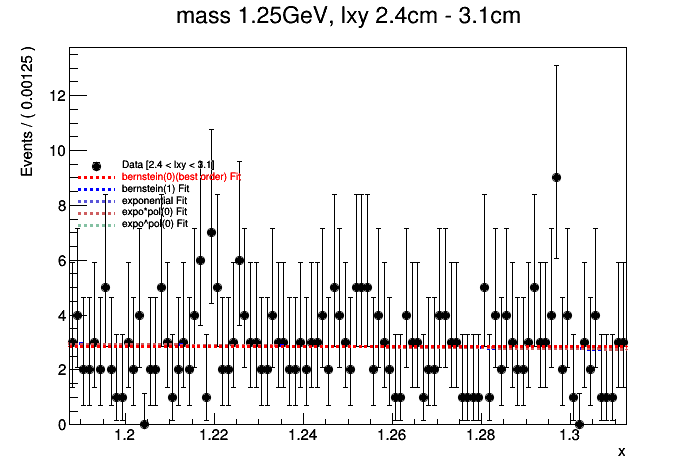 mass 1.25GeV, lxy 2.4cm - 3.1cm
Events / ( 0.00125 )
12
10
8
6
4
2
0
Data [2.4 < lxy < 3.1]
bernstein(0)(best order) Fit
bernstein(1) Fit
exponential Fit
expo*pol(0) Fit
expo^pol(0) Fit
1.2 1.22 1.24 1.26 1.28 1.3
x